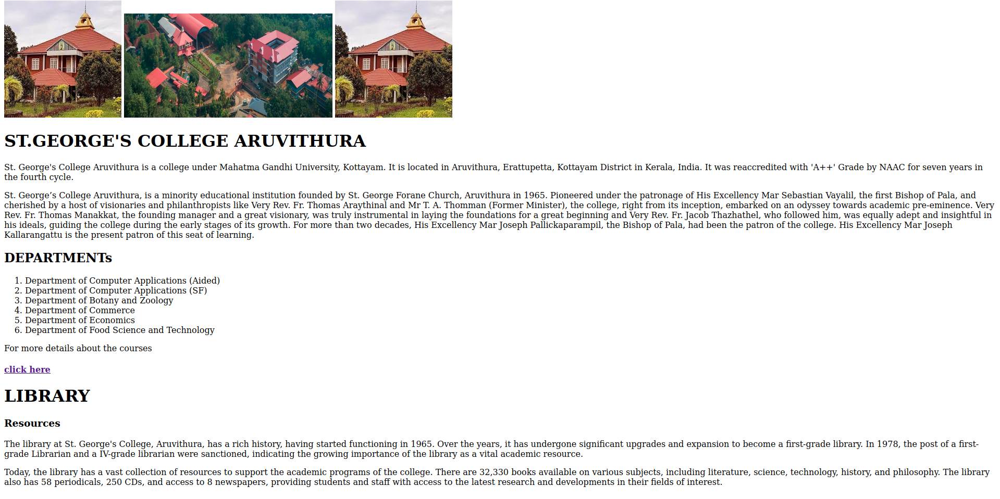 ST.GEORGE'S COLLEGE ARUVITHURA
St. George's College Aruvithura is a college under Mahatma Gandhi University, Kottayam. It is located in Aruvithura, Erattupetta, Kottayam District in Kerala, India. It was reaccredited with 'A++' Grade by NAAC for seven years in
the fourth cycle.
St. George’s College Aruvithura, is a minority educational institution founded by St. George Forane Church, Aruvithura in 1965. Pioneered under the patronage of His Excellency Mar Sebastian Vayalil, the first Bishop of Pala, and
cherished by a host of visionaries and philanthropists like Very Rev. Fr. Thomas Araythinal and Mr T. A. Thomman (Former Minister), the college, right from its inception, embarked on an odyssey towards academic pre-eminence. Very
Rev. Fr. Thomas Manakkat, the founding manager and a great visionary, was truly instrumental in laying the foundations for a great beginning and Very Rev. Fr. Jacob Thazhathel, who followed him, was equally adept and insightful in
his ideals, guiding the college during the early stages of its growth. For more than two decades, His Excellency Mar Joseph Pallickaparampil, the Bishop of Pala, had been the patron of the college. His Excellency Mar Joseph
Kallarangattu is the present patron of this seat of learning.
DEPARTMENTs
1. Department of Computer Applications (Aided)
2. Department of Computer Applications (SF)
3. Department of Botany and Zoology
4. Department of Commerce
5. Department of Economics
6. Department of Food Science and Technology
For more details about the courses
click here
LIBRARY
Resources
The library at St. George's College, Aruvithura, has a rich history, having started functioning in 1965. Over the years, it has undergone significant upgrades and expansion to become a first-grade library. In 1978, the post of a first-
grade Librarian and a IV-grade librarian were sanctioned, indicating the growing importance of the library as a vital academic resource.
Today, the library has a vast collection of resources to support the academic programs of the college. There are 32,330 books available on various subjects, including literature, science, technology, history, and philosophy. The library
also has 58 periodicals, 250 CDs, and access to 8 newspapers, providing students and staff with access to the latest research and developments in their fields of interest.